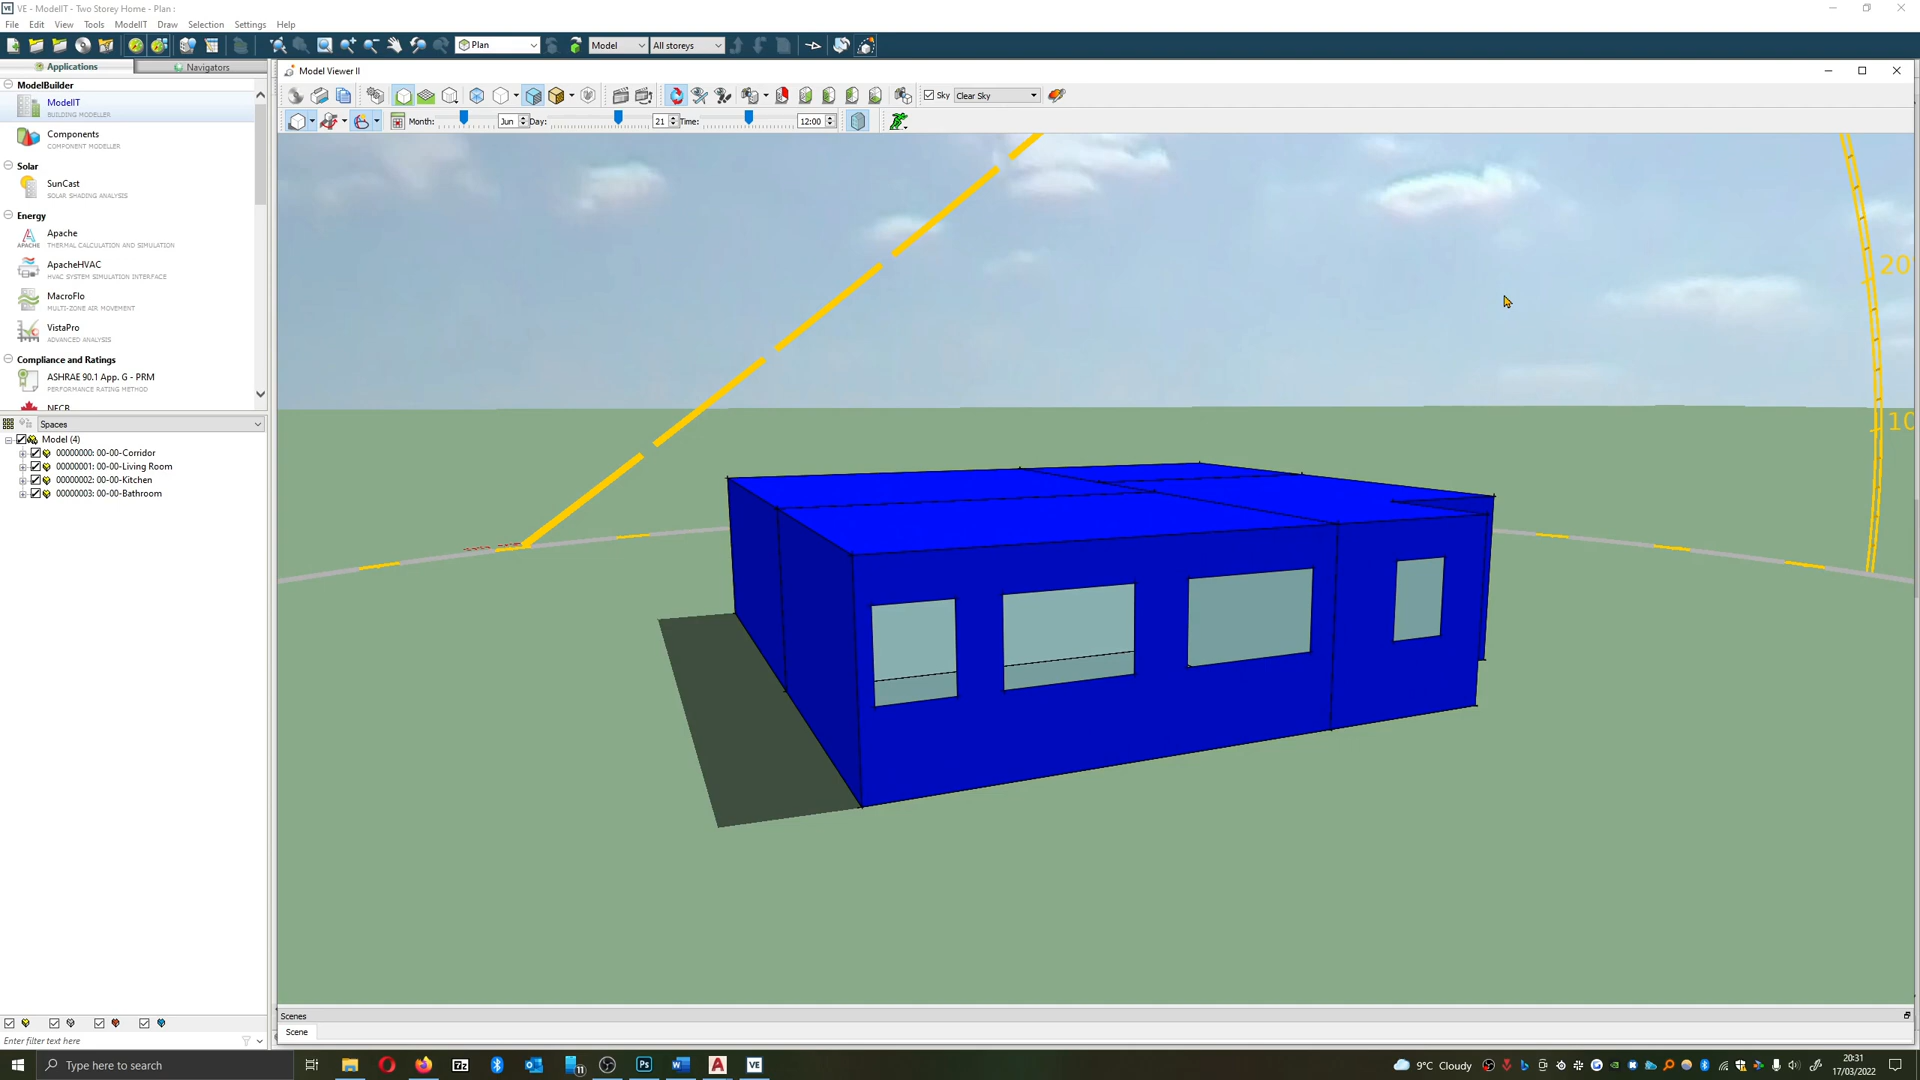 VE - ModelIT - Two Storey Home - Plan :
File Edit View Tools ModelIT Draw Selection Settings Help
Plan Model All storeys
Applications Navigators
Model Viewer II
Sky Clear Sky
Month: Jun Day: 21 Time: 12:00
ModelBuilder
ModelIT
BUILDING MODELLER
Components
COMPONENT MODELLER
Solar
SunCast
SOLAR SHADING ANALYSIS
Energy
Apache
APACHE
THERMAL CALCULATION AND SIMULATION
ApacheHVAC
HVAC SYSTEM SIMULATION INTERFACE
MacroFlo
MULTI-ZONE AIR MOVEMENT
VistaPro
ADVANCED ANALYSIS
Compliance and Ratings
ASHRAE 90.1 App. G - PRM
PERFORMANCE RATING METHOD
NECB
Spaces
Model (4)
00000000: 00-00-Corridor
00000001: 00-00-Living Room
00000002: 00-00-Kitchen
00000003: 00-00-Bathroom
20
10
Enter filter text here
Scenes
Scene
Type here to search
7z
11
Ps
VE
9°C Cloudy
20:31
17/03/2022